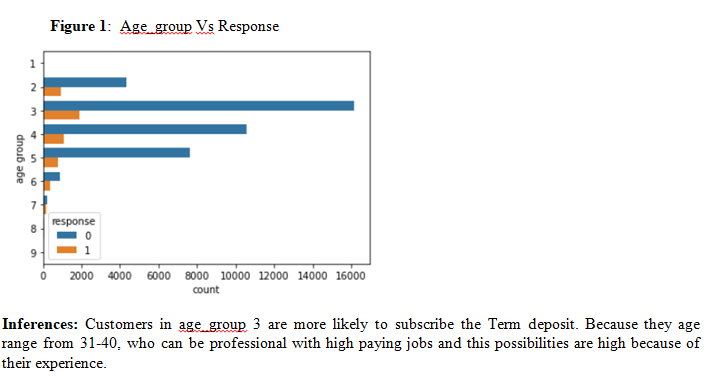 Figure 1: Age_group Vs Response
1
2
3
4
5
6
7
8
9
age group
response
0
1
0 2000 4000 6000 8000 10000 12000 14000 16000
count
Inferences: Customers in age_group 3 are more likely to subscribe the Term deposit. Because they age
range from 31-40, who can be professional with high paying jobs and this possibilities are high because of
their experience.